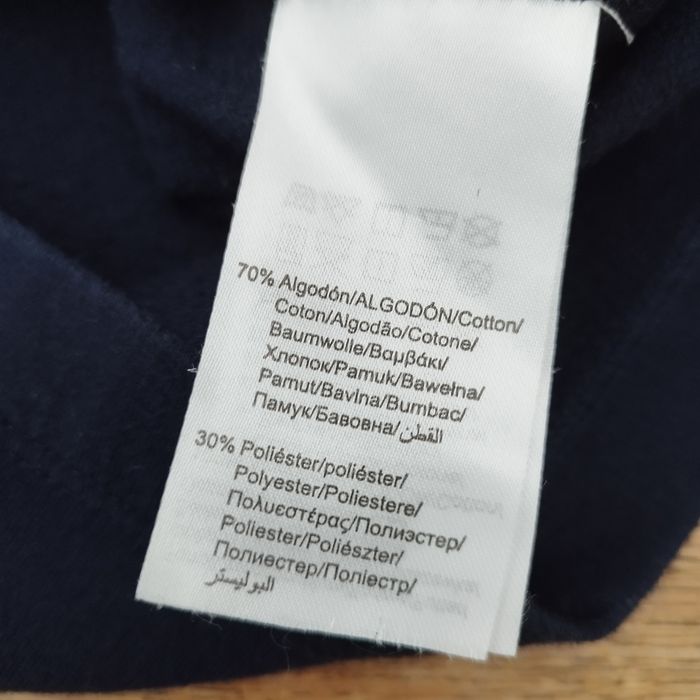 70% Algodón/ALGODÓN/Cotton/
Coton/Algodão/Cotone/
Baumwolle/Βαμβάκι/
Хлопок/Pamuk/Bawełna/
Pamut/Bavlna/Bumbac/
Памук/Бавовна/القطن
30% Poliéster/poliéster/
Polyester/Poliestere/
Πολυεστέρας/Полиэстер/
Poliester/Poliészter/
Полиестер/Поліестр/
البوليستر